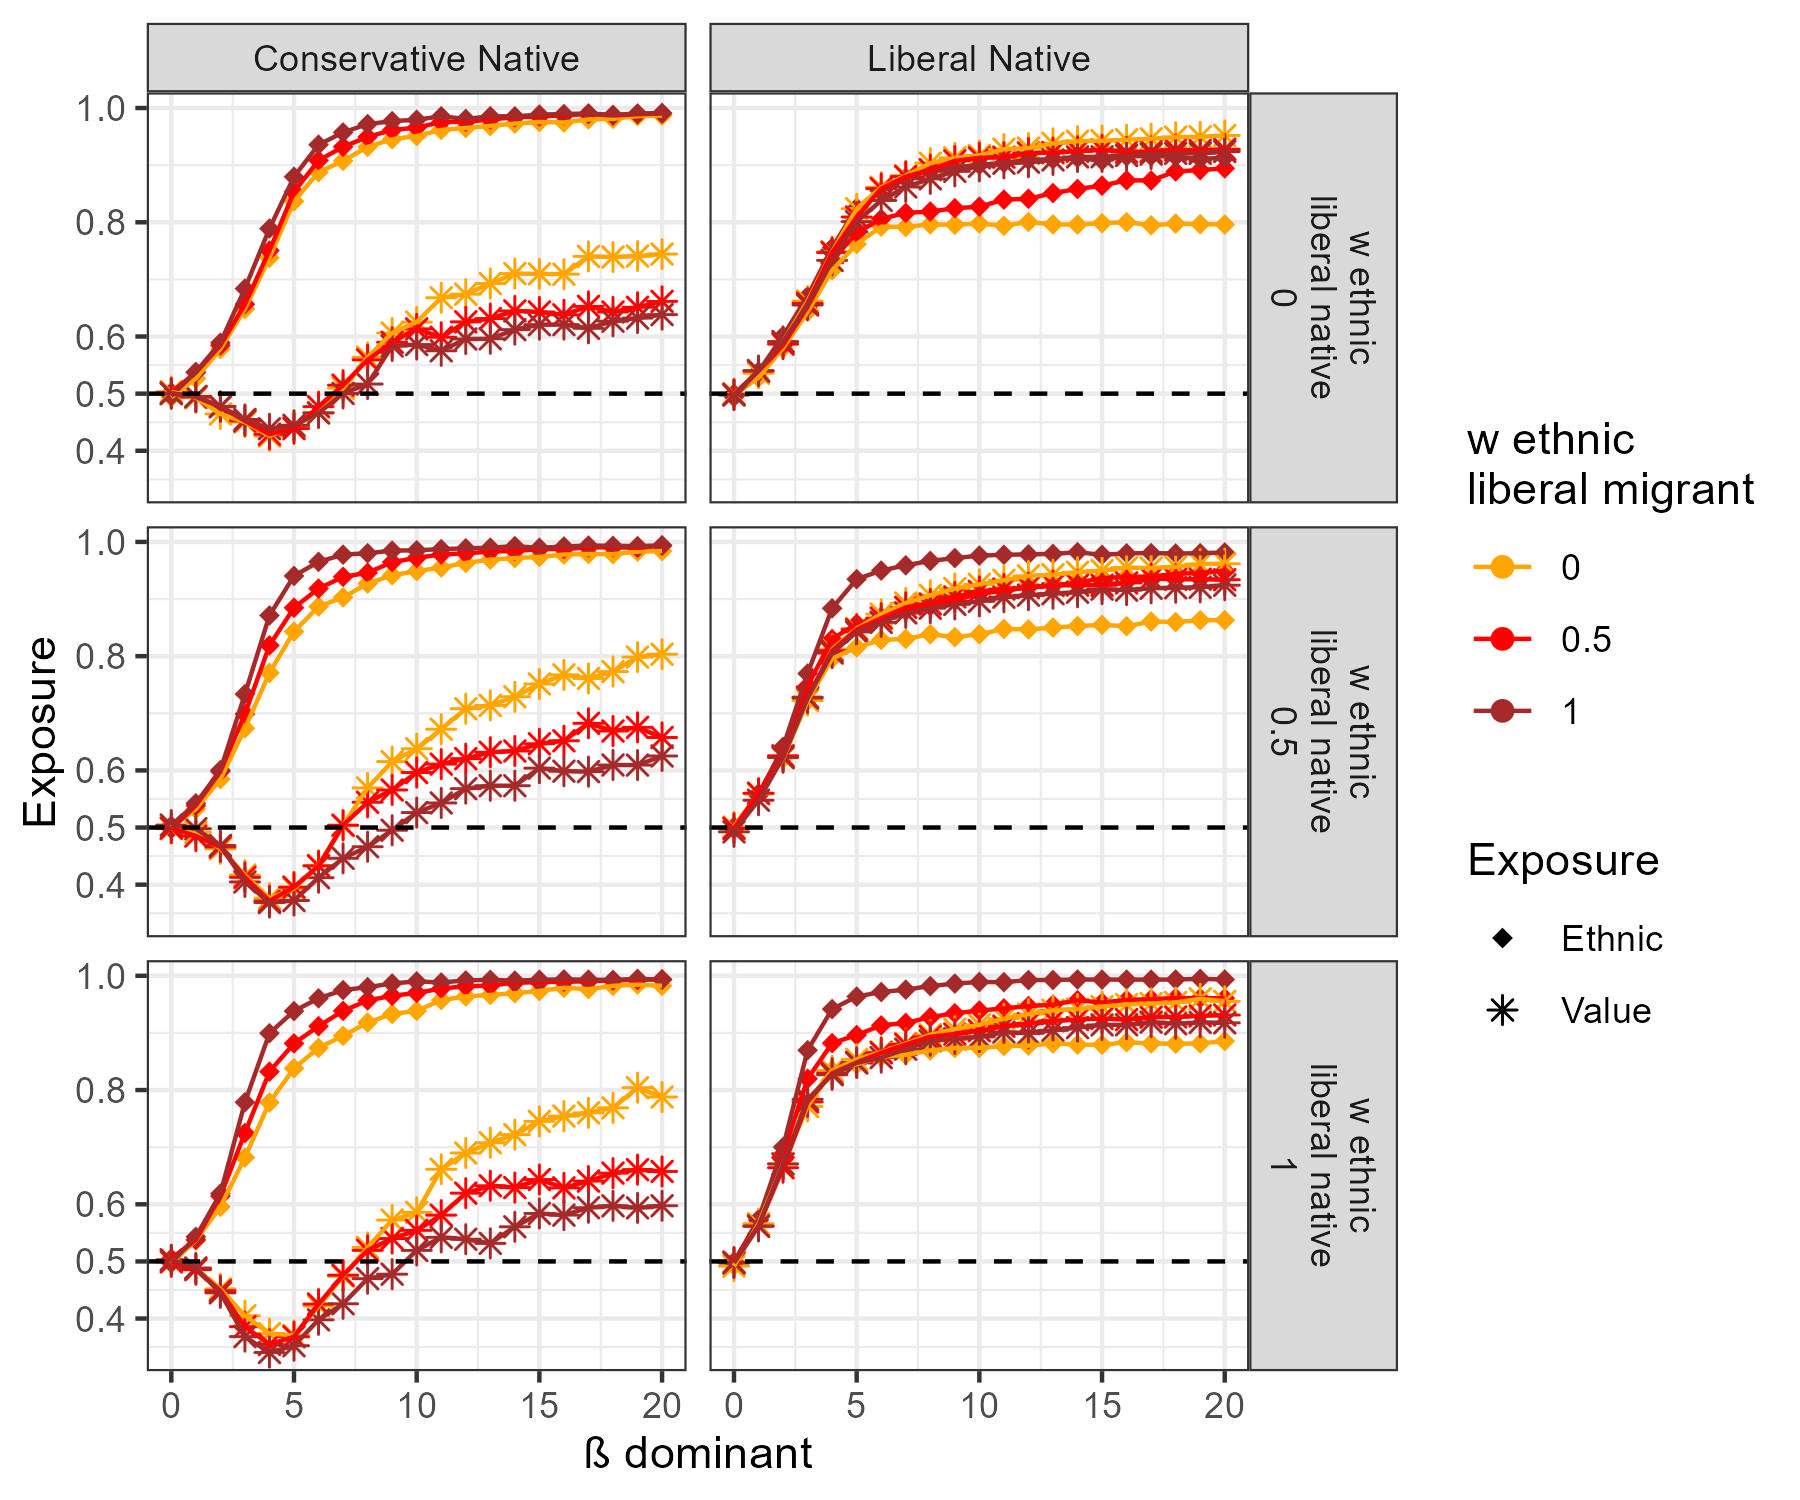 Conservative Native
Liberal Native
1.0
0.8
0.6
0.5
0.4
w ethnic
liberal native
0
1.0
0.8
0.6
0.5
0.4
w ethnic
liberal native
0.5
1.0
0.8
0.6
0.5
0.4
w ethnic
liberal native
1
0 5 10 15 20
0 5 10 15 20
ß dominant
Exposure
w ethnic
liberal migrant
0
0.5
1
Exposure
Ethnic
Value